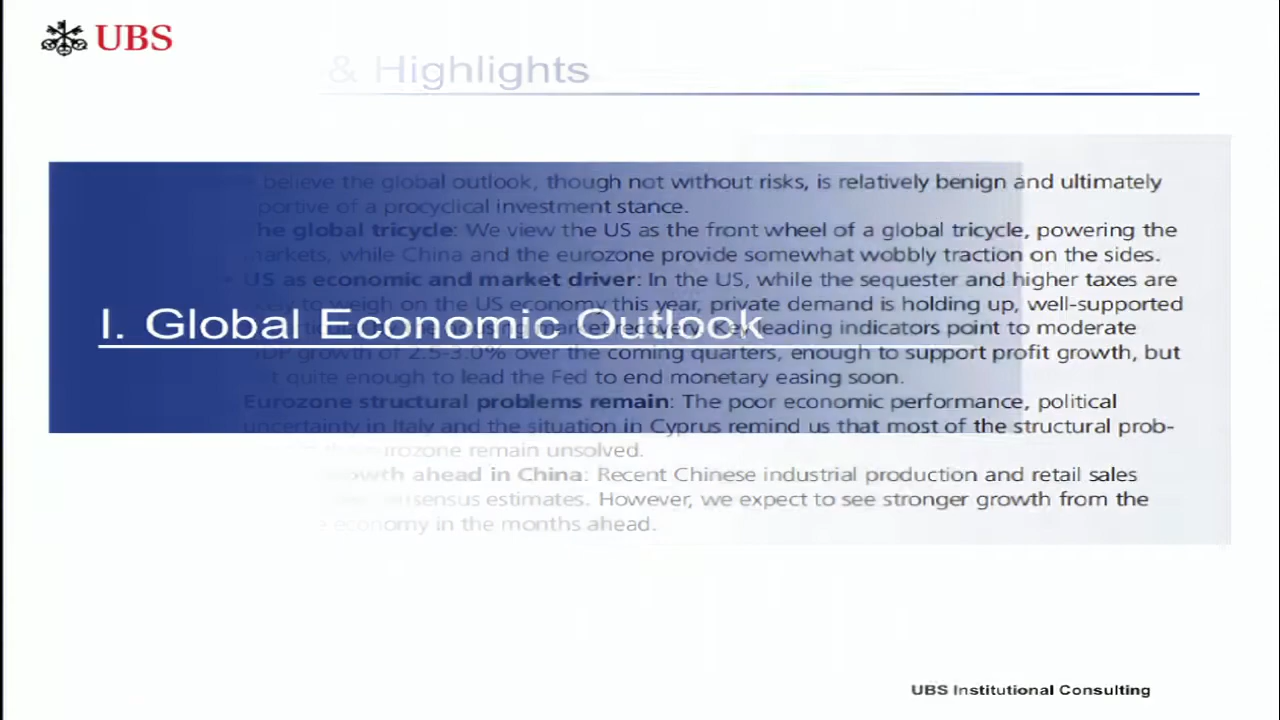 UBS
& Highlights
believe the global outlook, though not without risks, is relatively benign and ultimately
portive of a procyclical investment stance.
he global tricycle: We view the US as the front wheel of a global tricycle, powering the
arkets, while China and the eurozone provide somewhat wobbly traction on the sides.
• US as economic and market driver: In the US, while the sequester and higher taxes are
to weigh on the US economy this year, private demand is holding up, well-supported
I. Global Economic Outlook
market recovery. Key leading indicators point to moderate
GDP growth of 2.5-3.0% over the coming quarters, enough to support profit growth, but
t quite enough to lead the Fed to end monetary easing soon.
Eurozone structural problems remain: The poor economic performance, political
uncertainty in Italy and the situation in Cyprus remind us that most of the structural prob-
eurozone remain unsolved.
owth ahead in China: Recent Chinese industrial production and retail sales
nsensus estimates. However, we expect to see stronger growth from the
e economy in the months ahead.
UBS Institutional Consulting